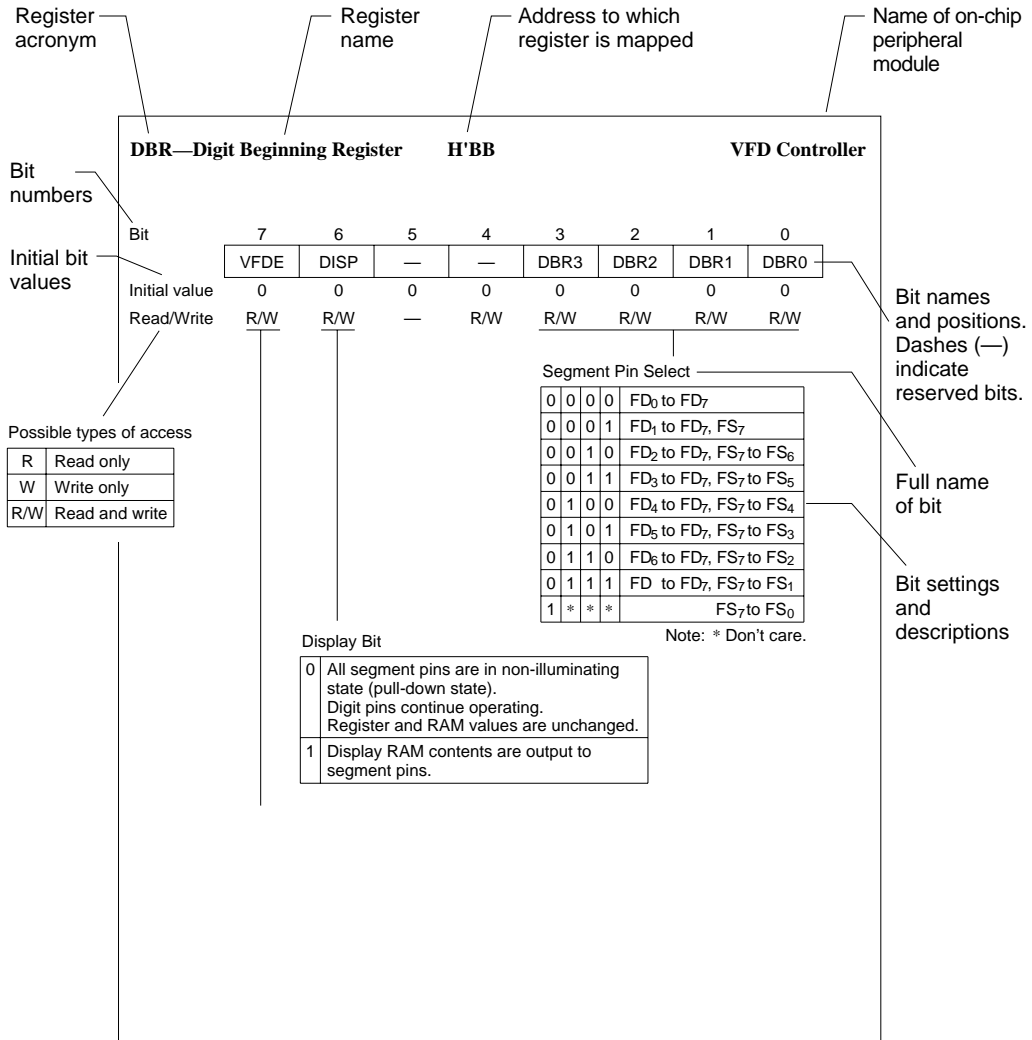 Register acronym
Register name
Address to which register is mapped
Name of on-chip peripheral module
DBR—Digit Beginning Register H'BB VFD Controller
Bit numbers
Bit 7 6 5 4 3 2 1 0
VFDE DISP — — DBR3 DBR2 DBR1 DBR0
Initial bit values
Initial value 0 0 0 0 0 0 0 0
Read/Write R/W R/W — R/W R/W R/W R/W R/W
Bit names and positions. Dashes (—) indicate reserved bits.
Possible types of access
R Read only
W Write only
R/W Read and write
Segment Pin Select
0 0 0 0 FD0 to FD7
0 0 0 1 FD1 to FD7, FS7
0 0 1 0 FD2 to FD7, FS7 to FS6
0 0 1 1 FD3 to FD7, FS7 to FS5
0 1 0 0 FD4 to FD7, FS7 to FS4
0 1 0 1 FD5 to FD7, FS7 to FS3
0 1 1 0 FD6 to FD7, FS7 to FS2
0 1 1 1 FD to FD7, FS7 to FS1
1 * * * FS7 to FS0
Note: * Don't care.
Full name of bit
Bit settings and descriptions
Display Bit
0 All segment pins are in non-illuminating
state (pull-down state).
Digit pins continue operating.
Register and RAM values are unchanged.
1 Display RAM contents are output to
segment pins.